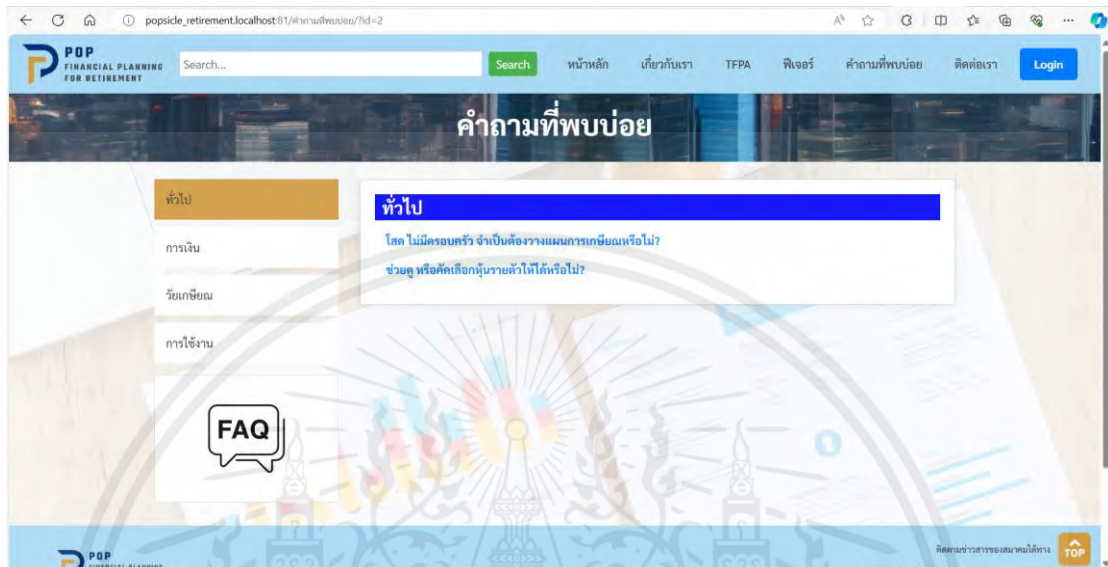 popsicle_retirement.localhost:81/คำถามที่พบบ่อย/?id=2
POP
FINANCIAL PLANNING
FOR RETIREMENT
Search...
Search
หน้าหลัก
เกี่ยวกับเรา
TFPA
ฟีเจอร์
คำถามที่พบบ่อย
ติดต่อเรา
Login
คำถามที่พบบ่อย
ทั่วไป
การเงิน
วัยเกษียณ
การใช้งาน
FAQ
ทั่วไป
โสด ไม่มีครอบครัว จำเป็นต้องวางแผนการเกษียณหรือไม่?
ช่วยดู หรือคัดเลือกหุ้นรายตัวให้ได้หรือไม่?
POP
FINANCIAL PLANNING
ติดตามข่าวสารของสมาคมได้ทาง
TOP